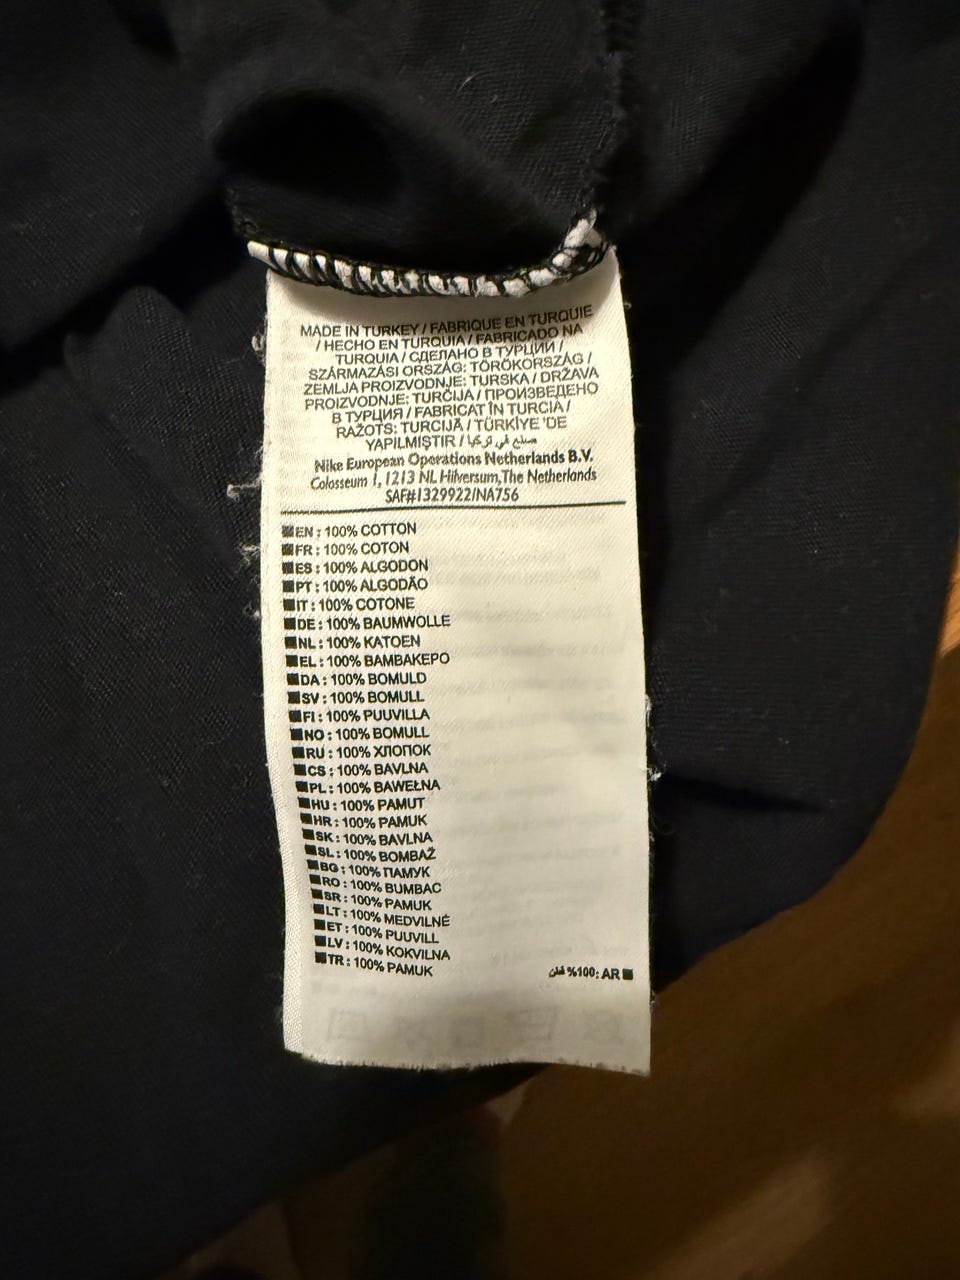 MADE IN TURKEY / FABRIQUE EN TURQUIE
/ HECHO EN TURQUIA / FABRICADO NA
TURQUIA / СДЕЛАНО В ТУРЦИИ /
SZÁRMAZÁSI ORSZÁG: TÖRÖKORSZÁG /
ZEMLJA PROIZVODNJE: TURSKA / DRŽAVA
PROIZVODNJE: TURČIJA / ПРОИЗВЕДЕНО
В ТУРЦИЯ / FABRICAT ÎN TURCIA /
RAŽOTS: TURCIJĀ / TÜRKİYE 'DE
YAPILMIŞTIR / صنع في تركيا
Nike European Operations Netherlands B.V.
Colosseum 1, 1213 NL Hilversum, The Netherlands
SAF#1329922/NA756
EN : 100% COTTON
FR : 100% COTON
ES : 100% ALGODON
PT : 100% ALGODÃO
IT : 100% COTONE
DE : 100% BAUMWOLLE
NL : 100% KATOEN
EL : 100% ΒΑΜΒΑΚΕΡΟ
DA : 100% BOMULD
SV : 100% BOMULL
FI : 100% PUUVILLA
NO : 100% BOMULL
RU : 100% ХЛОПОК
CS : 100% BAVLNA
PL : 100% BAWEŁNA
HU : 100% PAMUT
HR : 100% PAMUK
SK : 100% BAVLNA
SL : 100% BOMBAŽ
BG : 100% ПАМУК
RO : 100% BUMBAC
SR : 100% PAMUK
LT : 100% MEDVILNĖ
ET : 100% PUUVILL
LV : 100% KOKVILNA
TR : 100% PAMUK
قطن %100 : AR